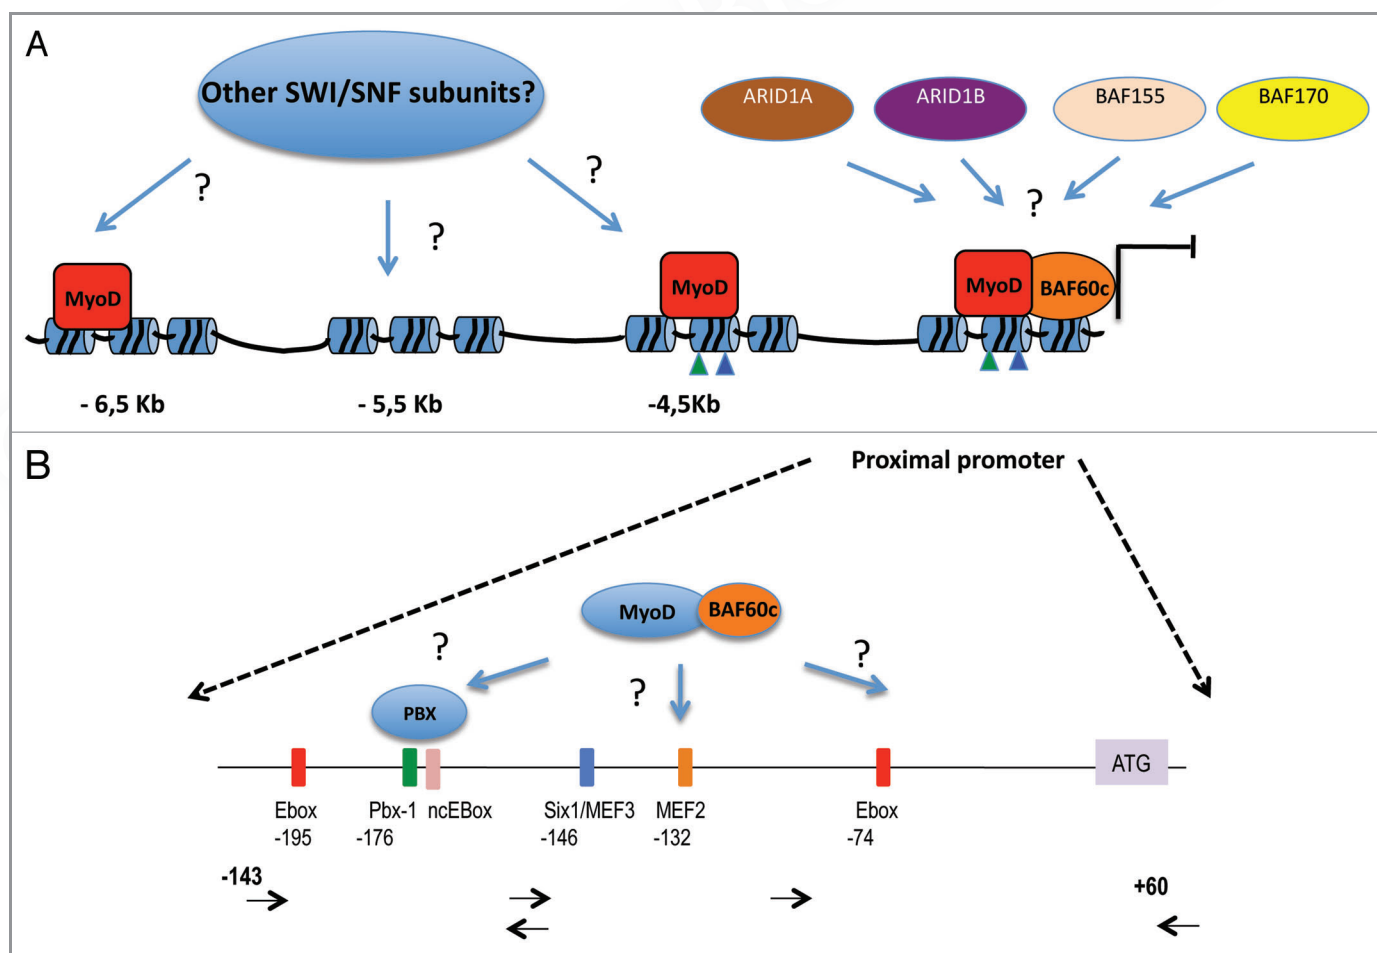 A
Other SWI/SNF subunits?
ARID1A
ARID1B
BAF155
BAF170
?
?
?
?
MyoD
MyoD
MyoD
BAF60c
- 6,5 Kb
- 5,5 Kb
-4,5Kb
B
Proximal promoter
MyoD
BAF60c
?
?
?
PBX
ATG
Ebox
Pbx-1
ncEBox
Six1/MEF3
MEF2
Ebox
-195
-176
-146
-132
-74
-143
+60